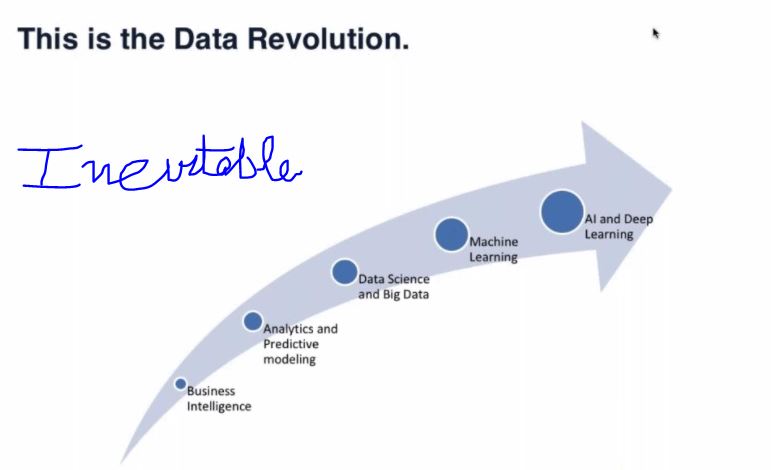 This is the Data Revolution.
Inevitable
AI and Deep
Learning
Machine
Learning
Data Science
and Big Data
Analytics and
Predictive
modeling
Business
Intelligence